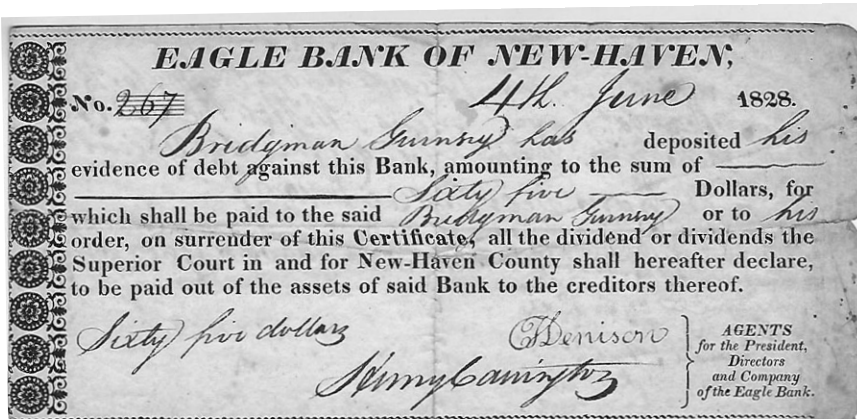 EAGLE BANK OF NEW-HAVEN,
No. 267 4th. June 1828.
Bridgman Gurnsey has deposited his
evidence of debt against this Bank, amounting to the sum of
Sixty five Dollars, for
which shall be paid to the said Bridgman Gurnsey or to his
order, on surrender of this Certificate, all the dividend or dividends the
Superior Court in and for New-Haven County shall hereafter declare,
to be paid out of the assets of said Bank to the creditors thereof.
Sixty five dollars
C Denison
Henry Carrington
AGENTS
for the President,
Directors
and Company
of the Eagle Bank.